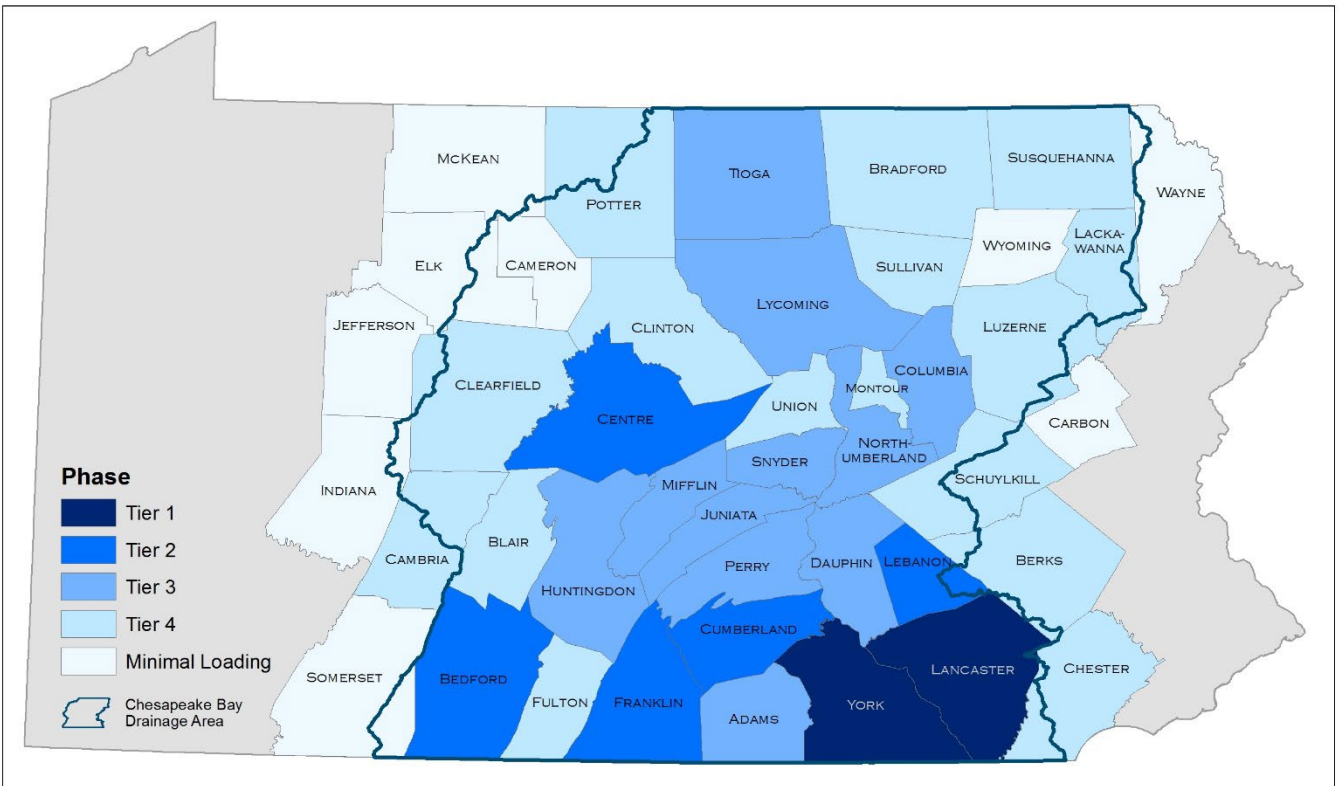 McKEAN
TIOGA
BRADFORD
SUSQUEHANNA
WAYNE
POTTER
ELK
CAMERON
SULLIVAN
WYOMING
LACKA-
WANNA
JEFFERSON
LYCOMING
CLINTON
LUZERNE
CLEARFIELD
COLUMBIA
MONTOUR
UNION
CENTRE
CARBON
NORTH-
UMBERLAND
SNYDER
SCHUYLKILL
MIFFLIN
INDIANA
JUNIATA
BLAIR
CAMBRIA
PERRY
DAUPHIN
LEBANON
BERKS
HUNTINGDON
CUMBERLAND
SOMERSET
BEDFORD
FULTON
FRANKLIN
ADAMS
YORK
LANCASTER
CHESTER
Phase
Tier 1
Tier 2
Tier 3
Tier 4
Minimal Loading
Chesapeake Bay
Drainage Area